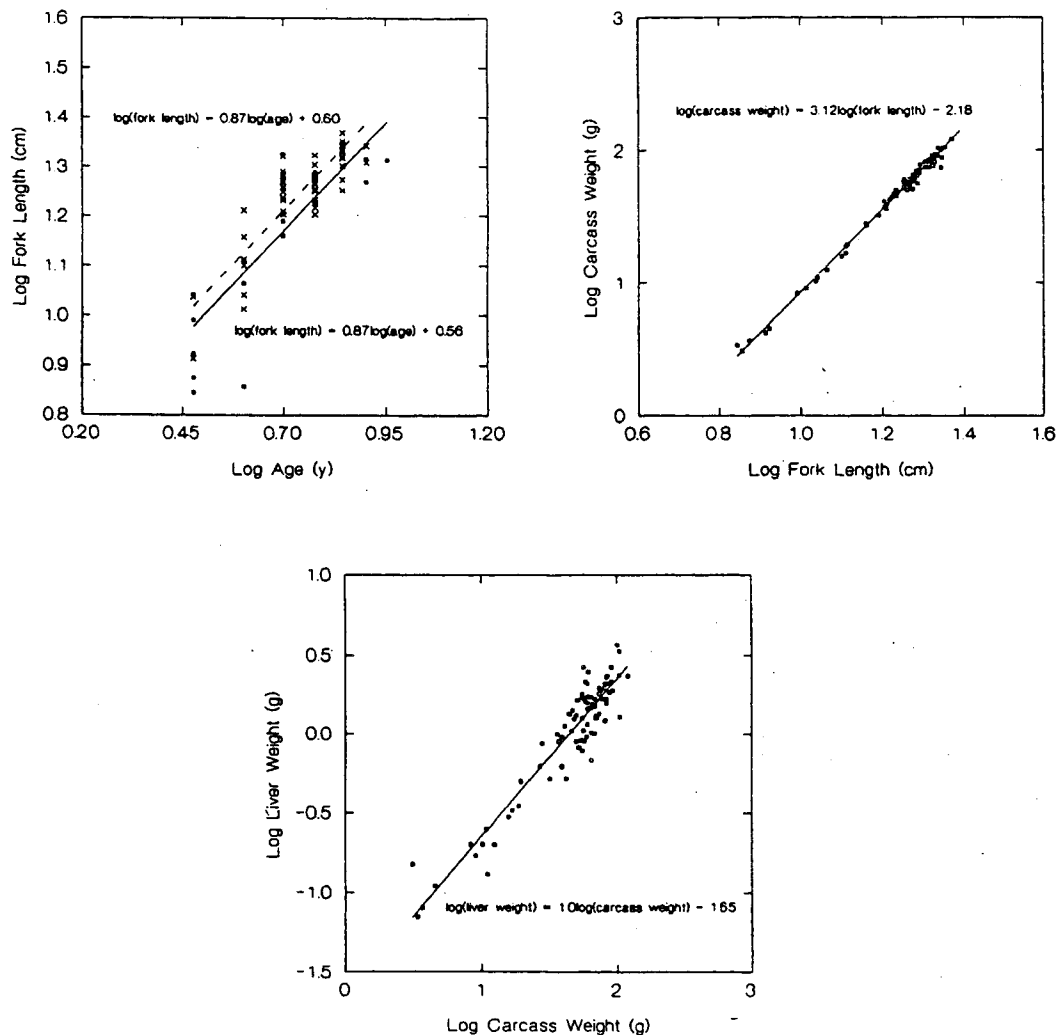 1.6
1.5
1.4
1.3
1.2
1.1
1.0
0.9
0.8
Log Fork Length (cm)
log(fork length) = 0.87log(age) + 0.60
log(fork length) = 0.87log(age) + 0.56
0.20 0.45 0.70 0.95 1.20
Log Age (y)
3
2
1
0
Log Carcass Weight (g)
log(carcass weight) = 3.12log(fork length) - 2.18
0.6 0.8 1.0 1.2 1.4 1.6
Log Fork Length (cm)
1.0
0.5
0.0
-0.5
-1.0
-1.5
Log Liver Weight (g)
log(liver weight) = 1.0log(carcass weight) - 1.65
0 1 2 3
Log Carcass Weight (g)